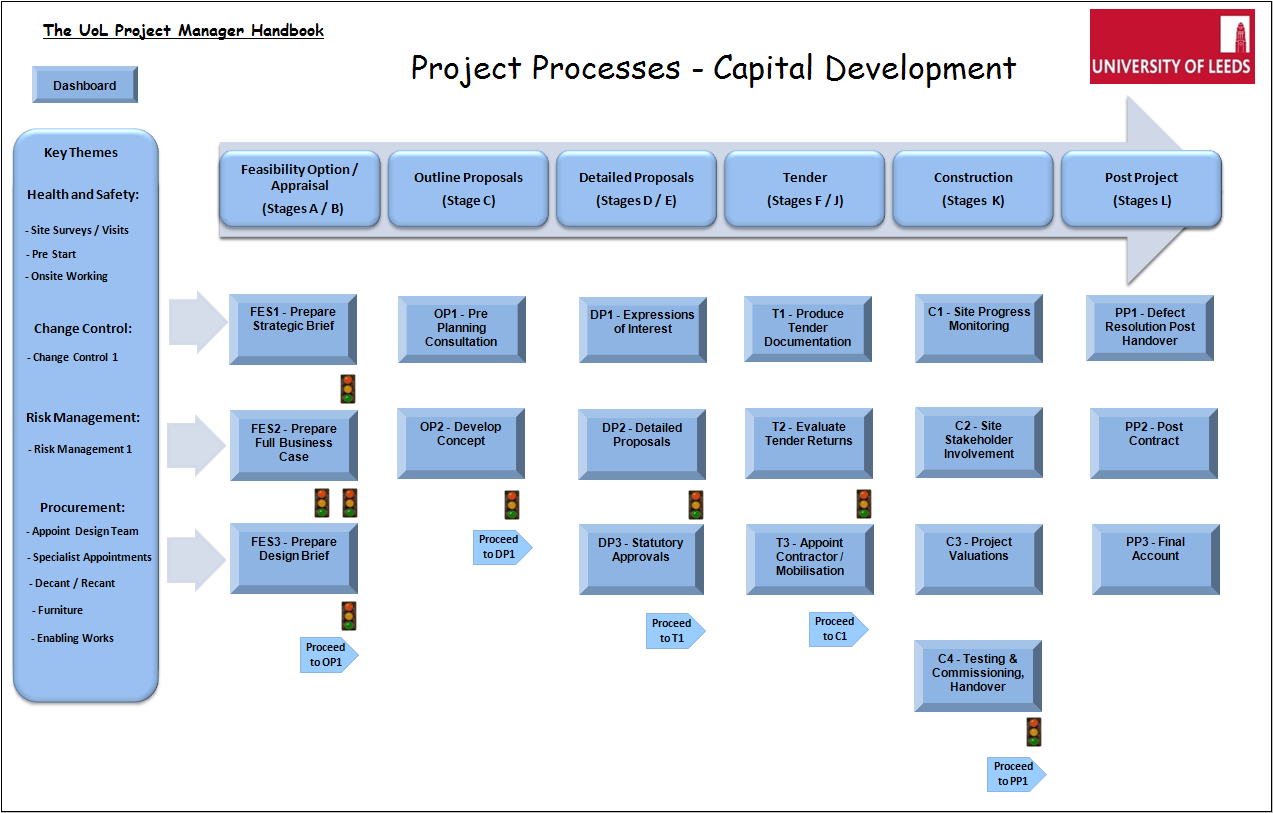 The UoL Project Manager Handbook
UNIVERSITY OF LEEDS
Project Processes - Capital Development
Dashboard
Key Themes
Health and Safety:
- Site Surveys / Visits
- Pre Start
- Onsite Working
Change Control:
- Change Control 1
Risk Management:
- Risk Management 1
Procurement:
- Appoint Design Team
- Specialist Appointments
- Decant / Recant
- Furniture
- Enabling Works
Feasibility Option /
Appraisal
(Stages A / B)
Outline Proposals
(Stage C)
Detailed Proposals
(Stages D / E)
Tender
(Stages F / J)
Construction
(Stages K)
Post Project
(Stages L)
FES1 - Prepare
Strategic Brief
OP1 - Pre
Planning
Consultation
DP1 - Expressions
of Interest
T1 - Produce
Tender
Documentation
C1 - Site Progress
Monitoring
PP1 - Defect
Resolution Post
Handover
FES2 - Prepare
Full Business
Case
OP2 - Develop
Concept
DP2 - Detailed
Proposals
T2 - Evaluate
Tender Returns
C2 - Site
Stakeholder
Involvement
PP2 - Post
Contract
FES3 - Prepare
Design Brief
Proceed
to DP1
DP3 - Statutory
Approvals
T3 - Appoint
Contractor /
Mobilisation
C3 - Project
Valuations
PP3 - Final
Account
Proceed
to OP1
Proceed
to T1
Proceed
to C1
C4 - Testing &
Commissioning,
Handover
Proceed
to PP1